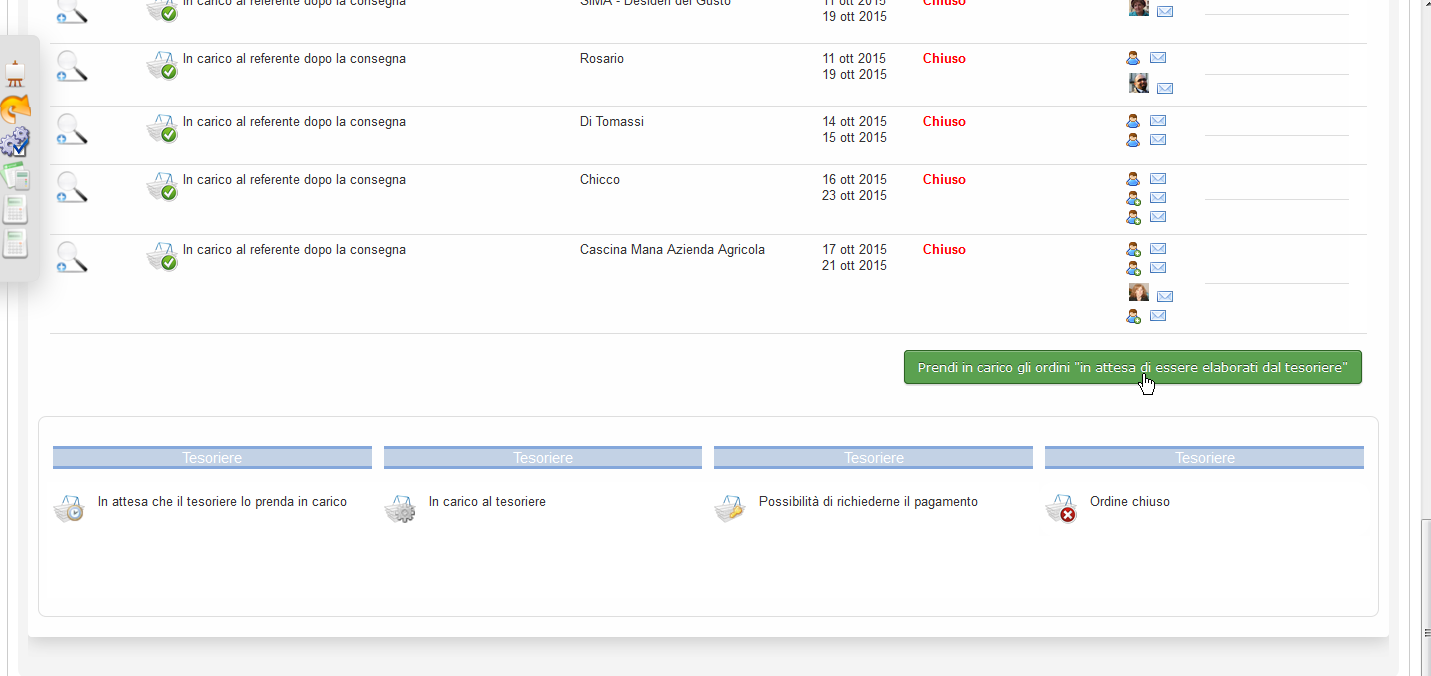 In carico al referente dopo la consegna SIMA - Desideri del Gusto 11 ott 2015 Chiuso
19 ott 2015
In carico al referente dopo la consegna Rosario 11 ott 2015 Chiuso
19 ott 2015
In carico al referente dopo la consegna Di Tomassi 14 ott 2015 Chiuso
15 ott 2015
In carico al referente dopo la consegna Chicco 16 ott 2015 Chiuso
23 ott 2015
In carico al referente dopo la consegna Cascina Mana Azienda Agricola 17 ott 2015 Chiuso
21 ott 2015
Prendi in carico gli ordini "in attesa di essere elaborati dal tesoriere"
Tesoriere Tesoriere Tesoriere Tesoriere
In attesa che il tesoriere lo prenda in carico In carico al tesoriere Possibilità di richiederne il pagamento Ordine chiuso